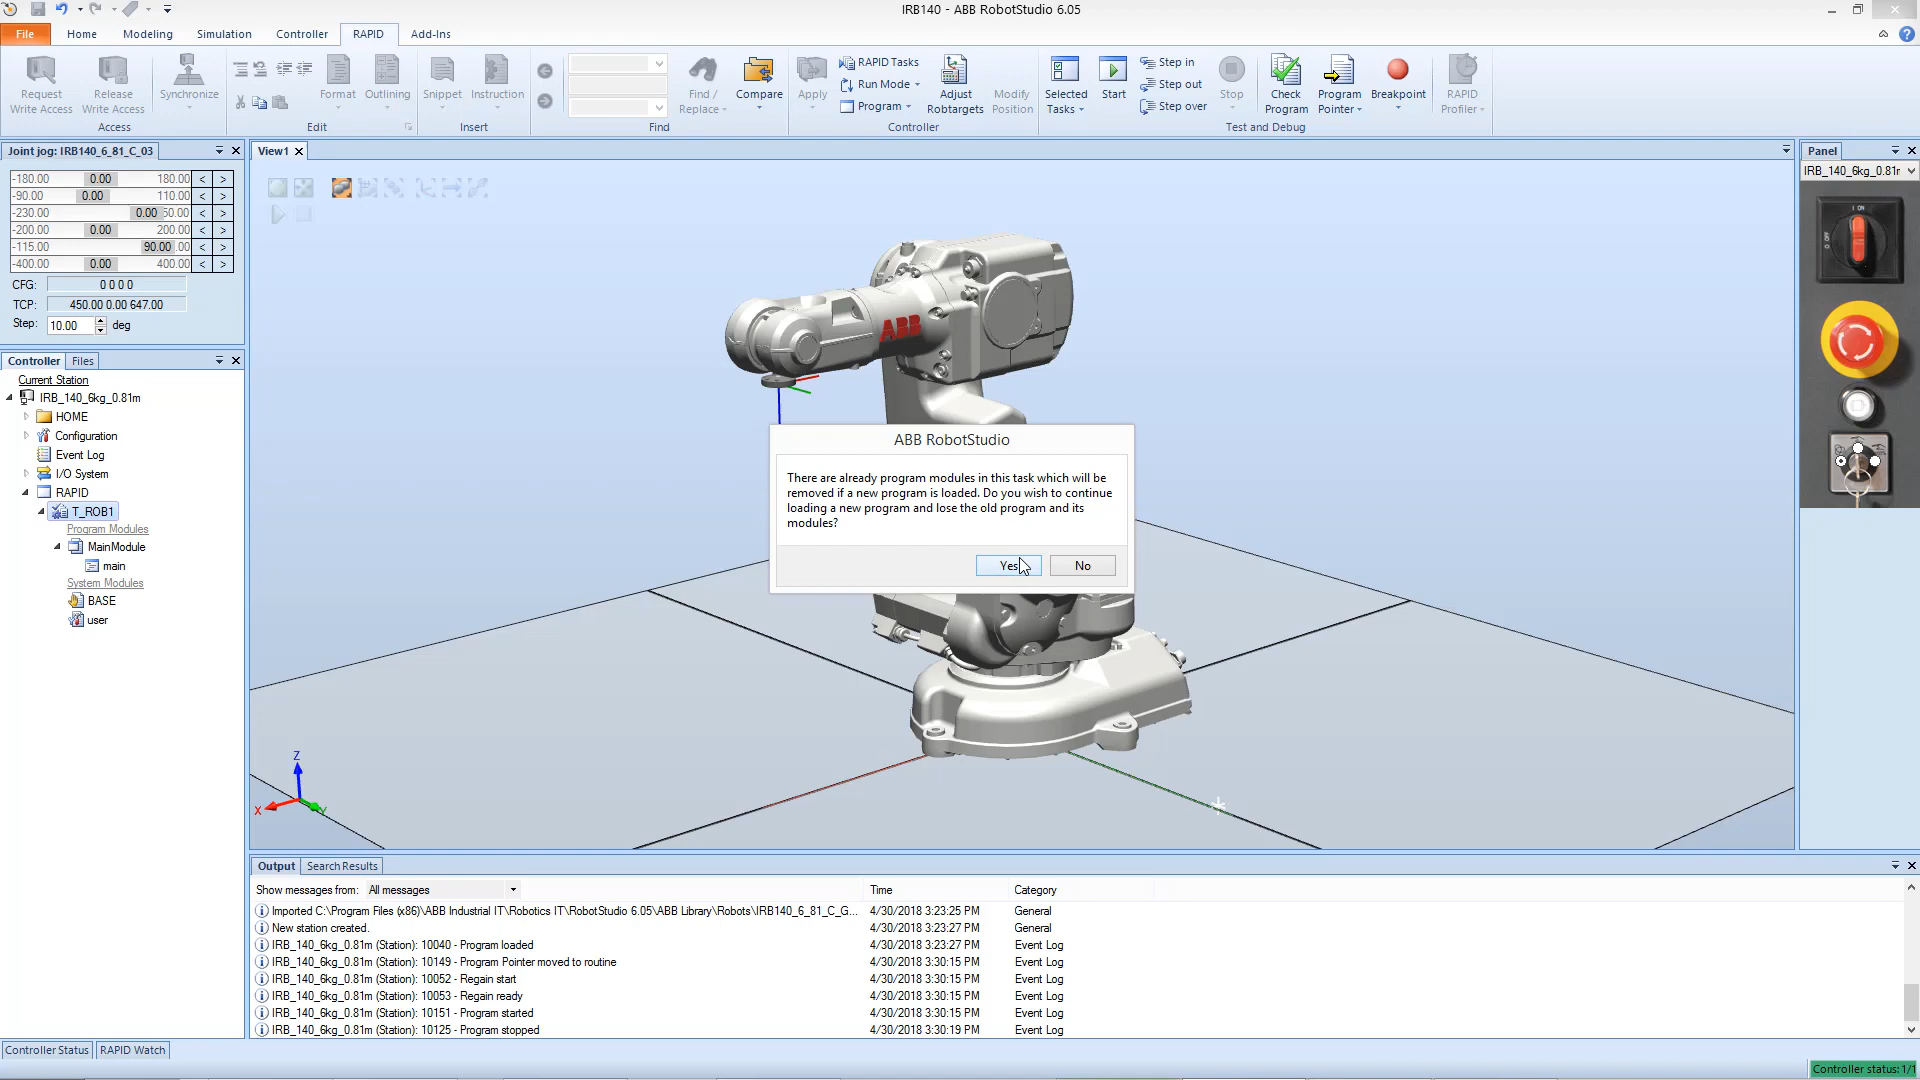 IRB140 - ABB RobotStudio 6.05
File
Home
Modeling
Simulation
Controller
RAPID
Add-Ins
Request
Write Access
Release
Write Access
Access
Synchronize
Format
Outlining
Edit
Snippet
Instruction
Insert
Find /
Replace
Find
Compare
Apply
RAPID Tasks
Run Mode
Program
Adjust
Robtargets
Modify
Position
Controller
Selected
Tasks
Start
Step in
Step out
Step over
Stop
Check
Program
Program
Pointer
Breakpoint
Test and Debug
RAPID
Profiler
Joint jog: IRB140_6_81_C_03
-180.00 0.00 180.00 < >
-90.00 0.00 110.00 < >
-230.00 0.00 50.00 < >
-200.00 0.00 200.00 < >
-115.00 90.00 .00 < >
-400.00 0.00 400.00 < >
CFG: 0 0 0 0
TCP: 450.00 0.00 647.00
Step: 10.00 deg
Controller
Files
Current Station
IRB_140_6kg_0.81m
HOME
Configuration
Event Log
I/O System
RAPID
T_ROB1
Program Modules
MainModule
main
System Modules
BASE
user
View1
ABB
ABB RobotStudio
There are already program modules in this task which will be
removed if a new program is loaded. Do you wish to continue
loading a new program and lose the old program and its
modules?
Yes
No
Z
X
Y
Panel
IRB_140_6kg_0.81m
I ON
O OFF
Output
Search Results
Show messages from: All messages
Time
Category
Imported C:\Program Files (x86)\ABB Industrial IT\Robotics IT\RobotStudio 6.05\ABB Library\Robots\IRB140_6_81_C_G... 4/30/2018 3:23:25 PM General
New station created. 4/30/2018 3:23:27 PM General
IRB_140_6kg_0.81m (Station): 10040 - Program loaded 4/30/2018 3:23:27 PM Event Log
IRB_140_6kg_0.81m (Station): 10149 - Program Pointer moved to routine 4/30/2018 3:30:15 PM Event Log
IRB_140_6kg_0.81m (Station): 10052 - Regain start 4/30/2018 3:30:15 PM Event Log
IRB_140_6kg_0.81m (Station): 10053 - Regain ready 4/30/2018 3:30:15 PM Event Log
IRB_140_6kg_0.81m (Station): 10151 - Program started 4/30/2018 3:30:15 PM Event Log
IRB_140_6kg_0.81m (Station): 10125 - Program stopped 4/30/2018 3:30:19 PM Event Log
Controller Status
RAPID Watch
Controller status: 1/1